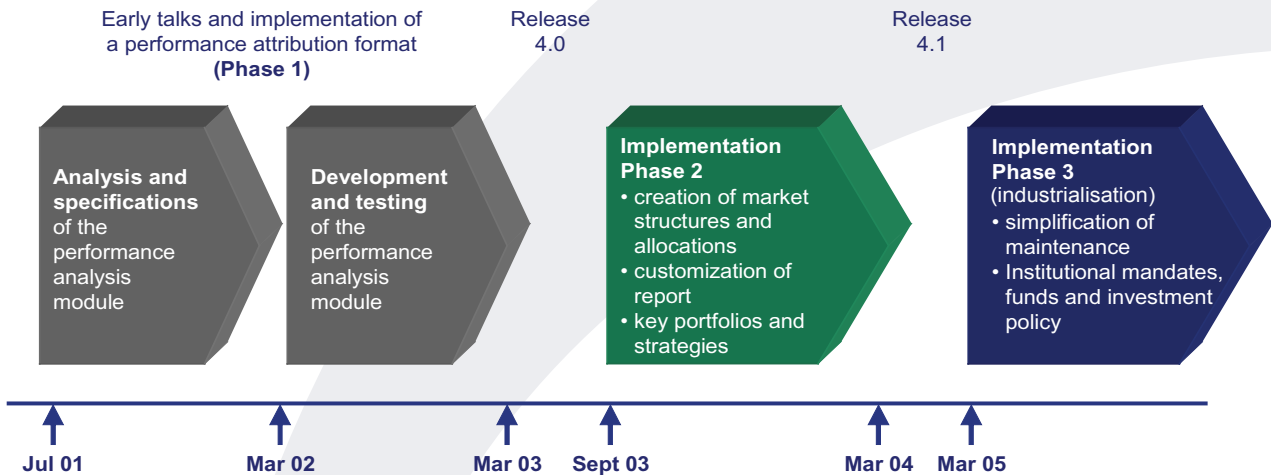 Early talks and implementation of
a performance attribution format
(Phase 1)
Release
4.0
Release
4.1
Analysis and
specifications
of the
performance
analysis
module
Development
and testing
of the
performance
analysis
module
Implementation
Phase 2
• creation of market
structures and
allocations
• customization of
report
• key portfolios and
strategies
Implementation
Phase 3
(industrialisation)
• simplification of
maintenance
• Institutional mandates,
funds and investment
policy
Jul 01
Mar 02
Mar 03
Sept 03
Mar 04
Mar 05